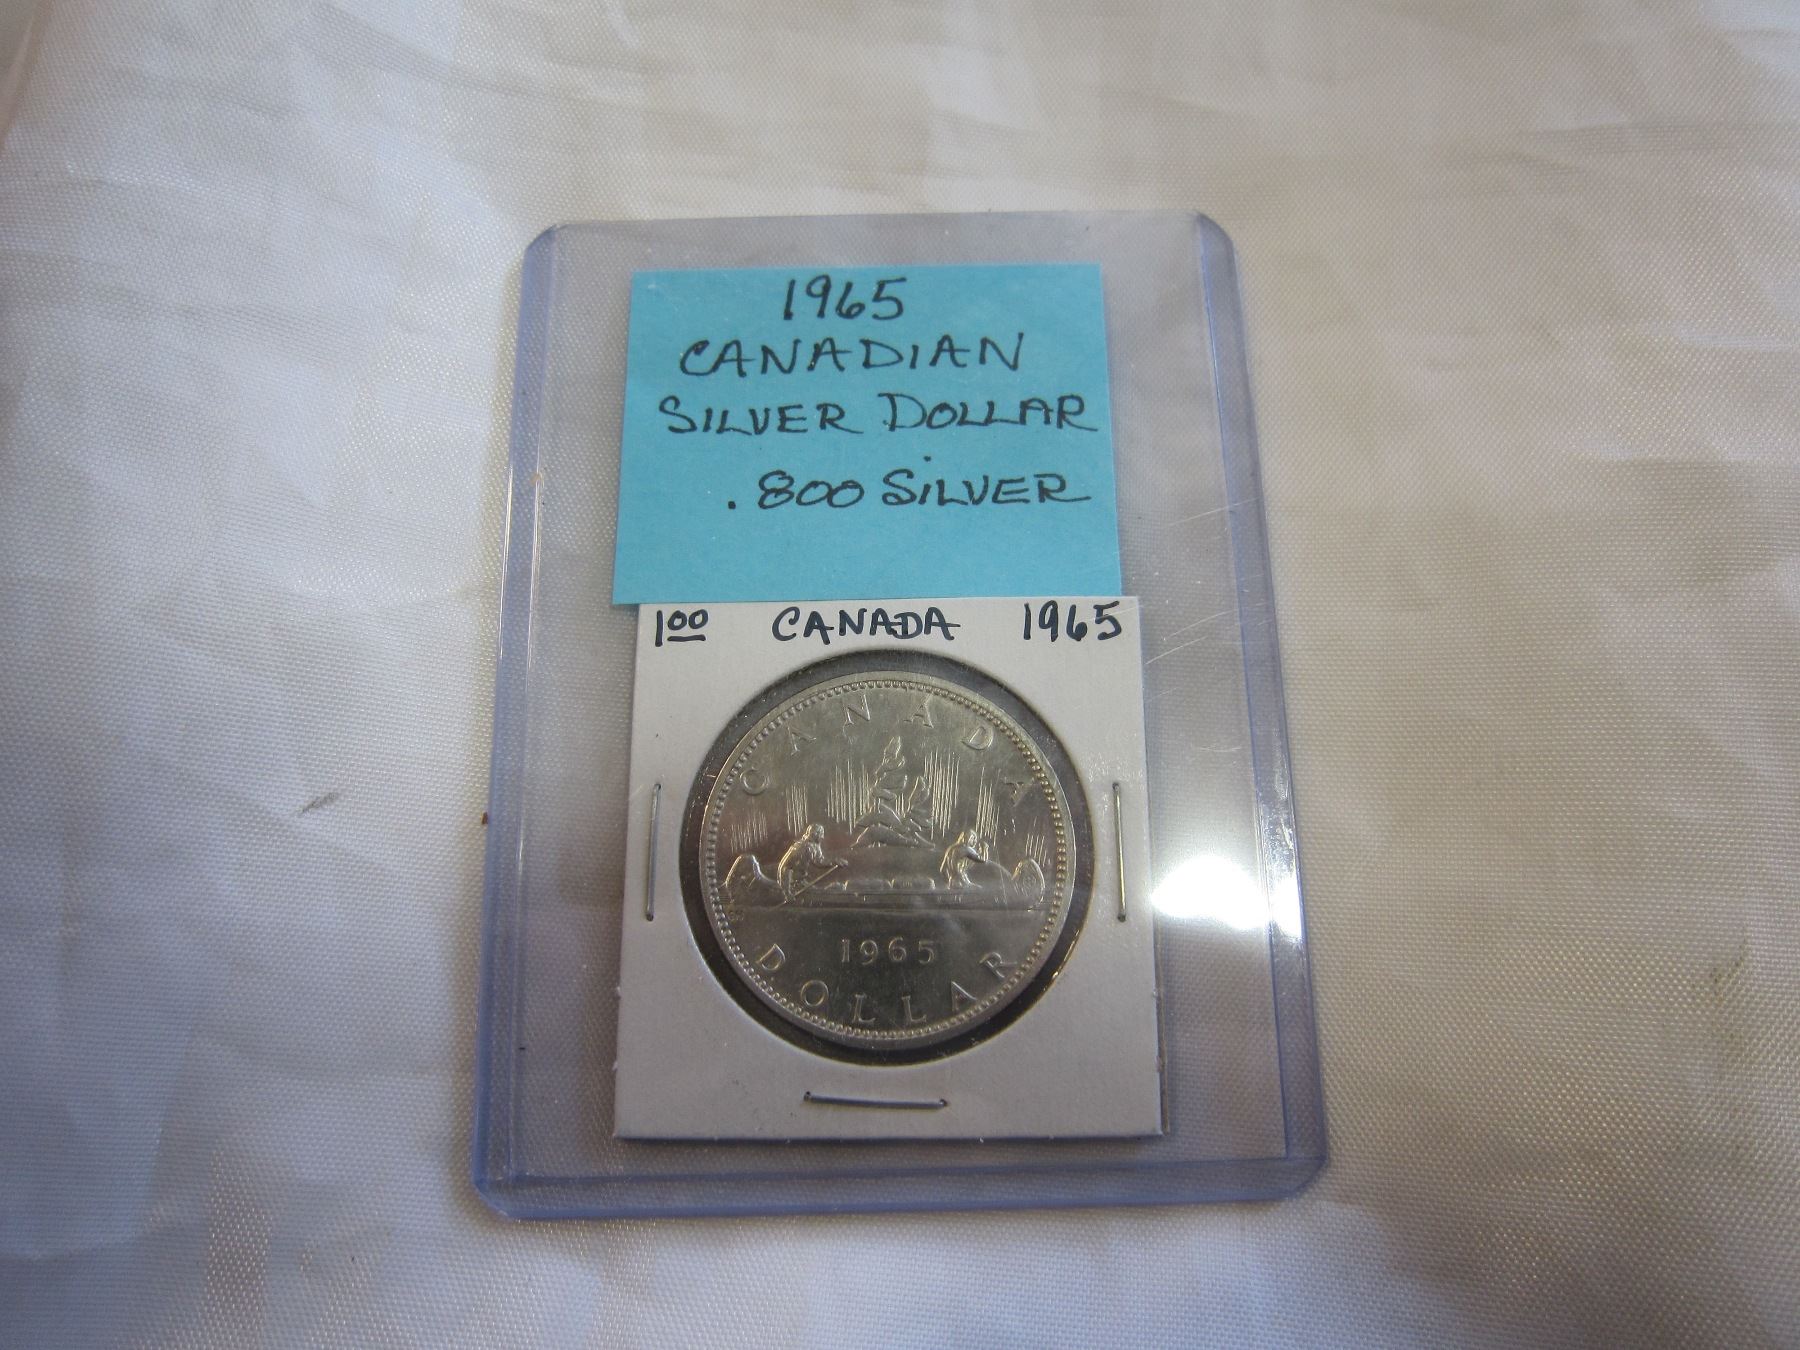 1965
CANADIAN
SILVER DOLLAR
.800 SILVER
1.00 CANADA 1965
CANADA
1965
DOLLAR